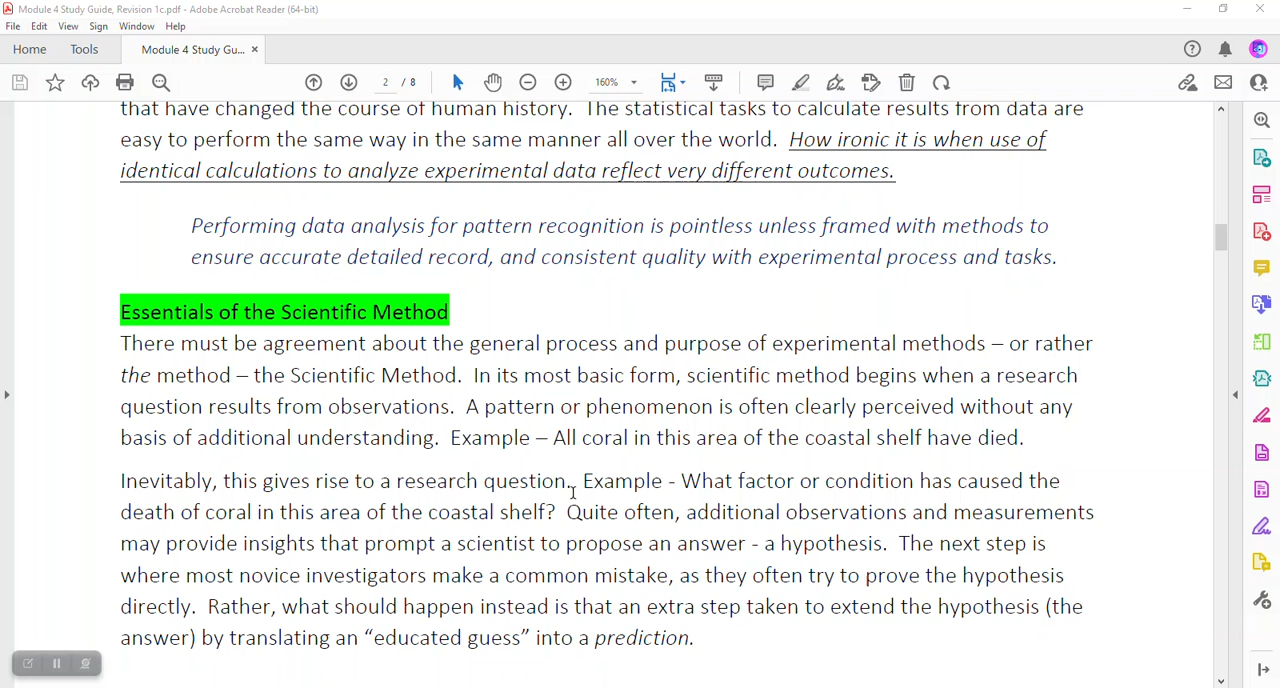 Module 4 Study Guide, Revision 1c.pdf - Adobe Acrobat Reader (64-bit)
File Edit View Sign Window Help
Home Tools Module 4 Study Gu... ×
2 / 8 160%
that have changed the course of human history. The statistical tasks to calculate results from data are
easy to perform the same way in the same manner all over the world. How ironic it is when use of
identical calculations to analyze experimental data reflect very different outcomes.
Performing data analysis for pattern recognition is pointless unless framed with methods to
ensure accurate detailed record, and consistent quality with experimental process and tasks.
Essentials of the Scientific Method
There must be agreement about the general process and purpose of experimental methods – or rather
the method – the Scientific Method. In its most basic form, scientific method begins when a research
question results from observations. A pattern or phenomenon is often clearly perceived without any
basis of additional understanding. Example – All coral in this area of the coastal shelf have died.
Inevitably, this gives rise to a research question. Example - What factor or condition has caused the
death of coral in this area of the coastal shelf? Quite often, additional observations and measurements
may provide insights that prompt a scientist to propose an answer - a hypothesis. The next step is
where most novice investigators make a common mistake, as they often try to prove the hypothesis
directly. Rather, what should happen instead is that an extra step taken to extend the hypothesis (the
answer) by translating an “educated guess” into a prediction.